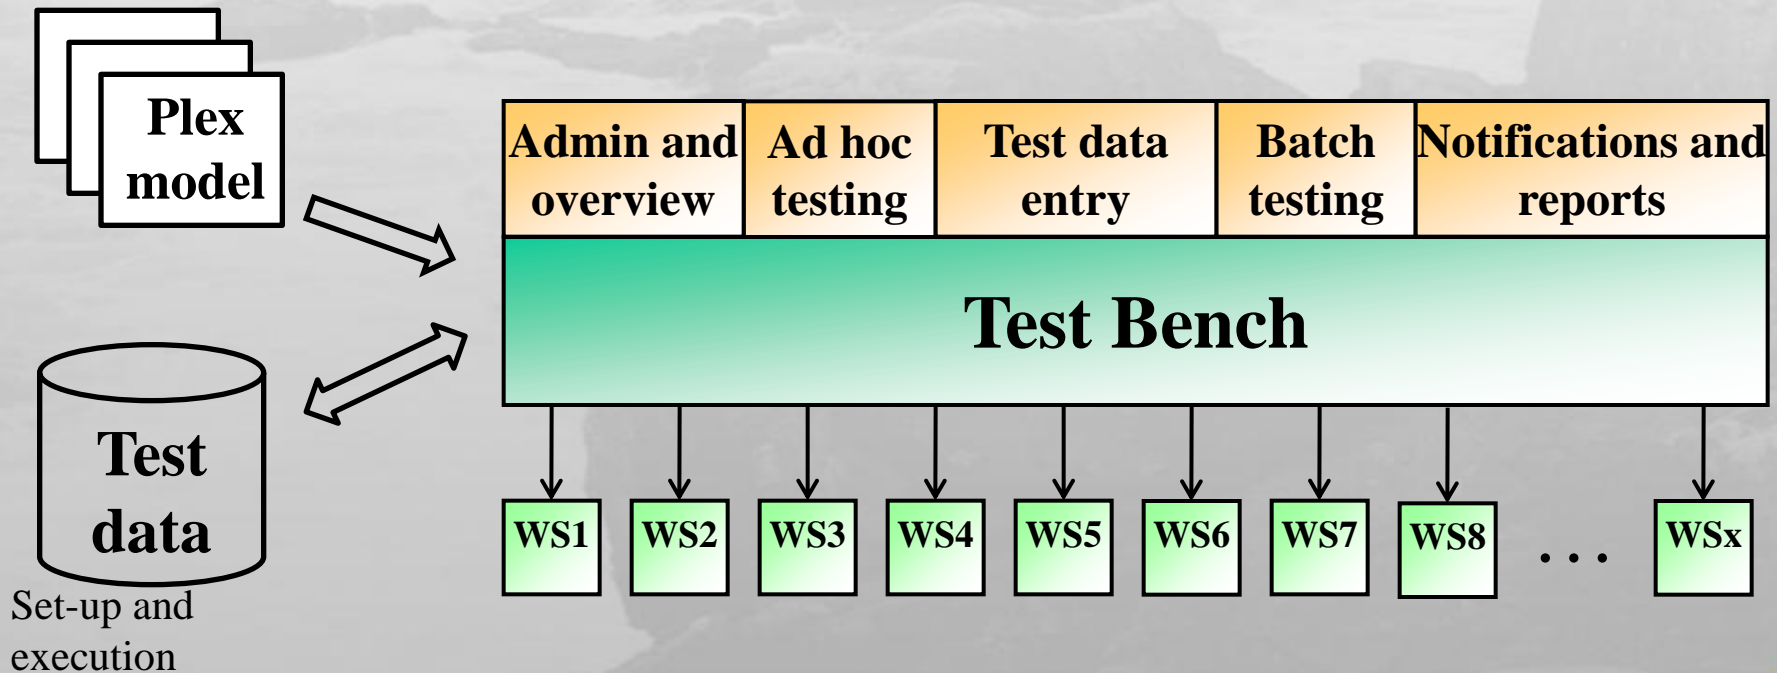 Plex
model
Admin and
overview
Ad hoc
testing
Test data
entry
Batch
testing
Notifications and
reports
Test Bench
Test
data
Set-up and
execution
WS1
WS2
WS3
WS4
WS5
WS6
WS7
WS8
. . .
WSx